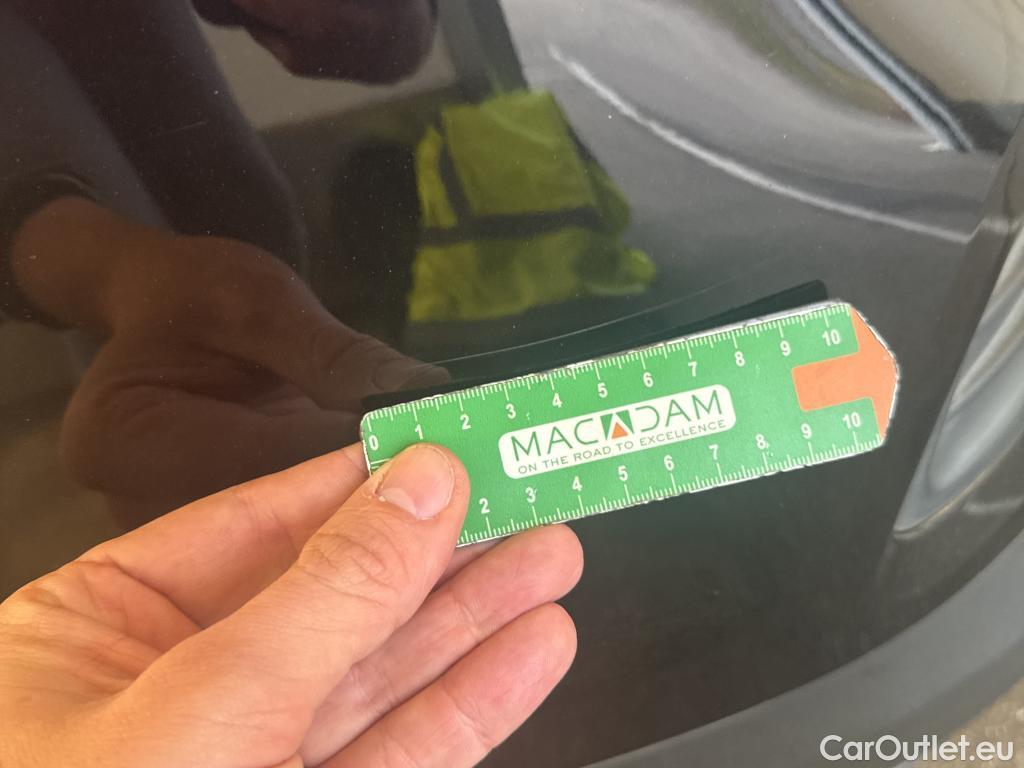 0 1 2 3 4 5 6 7 8 9 10
MACADAM
ON THE ROAD TO EXCELLENCE
2 3 4 5 6 7 8 9 10
CarOutlet.eu